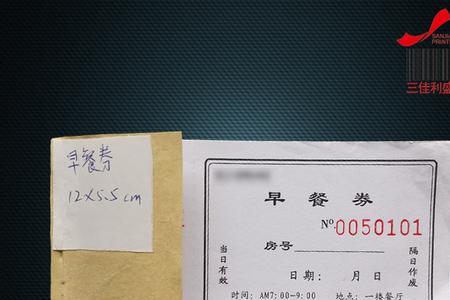 SANJIA
PRINT
三佳利盛
早餐券
12×5.5cm
早餐券
Nº 0050101
房号
日期: 月 日
时间: AM7:00-9:00 地点: 一楼餐厅
当日有效
隔日作废